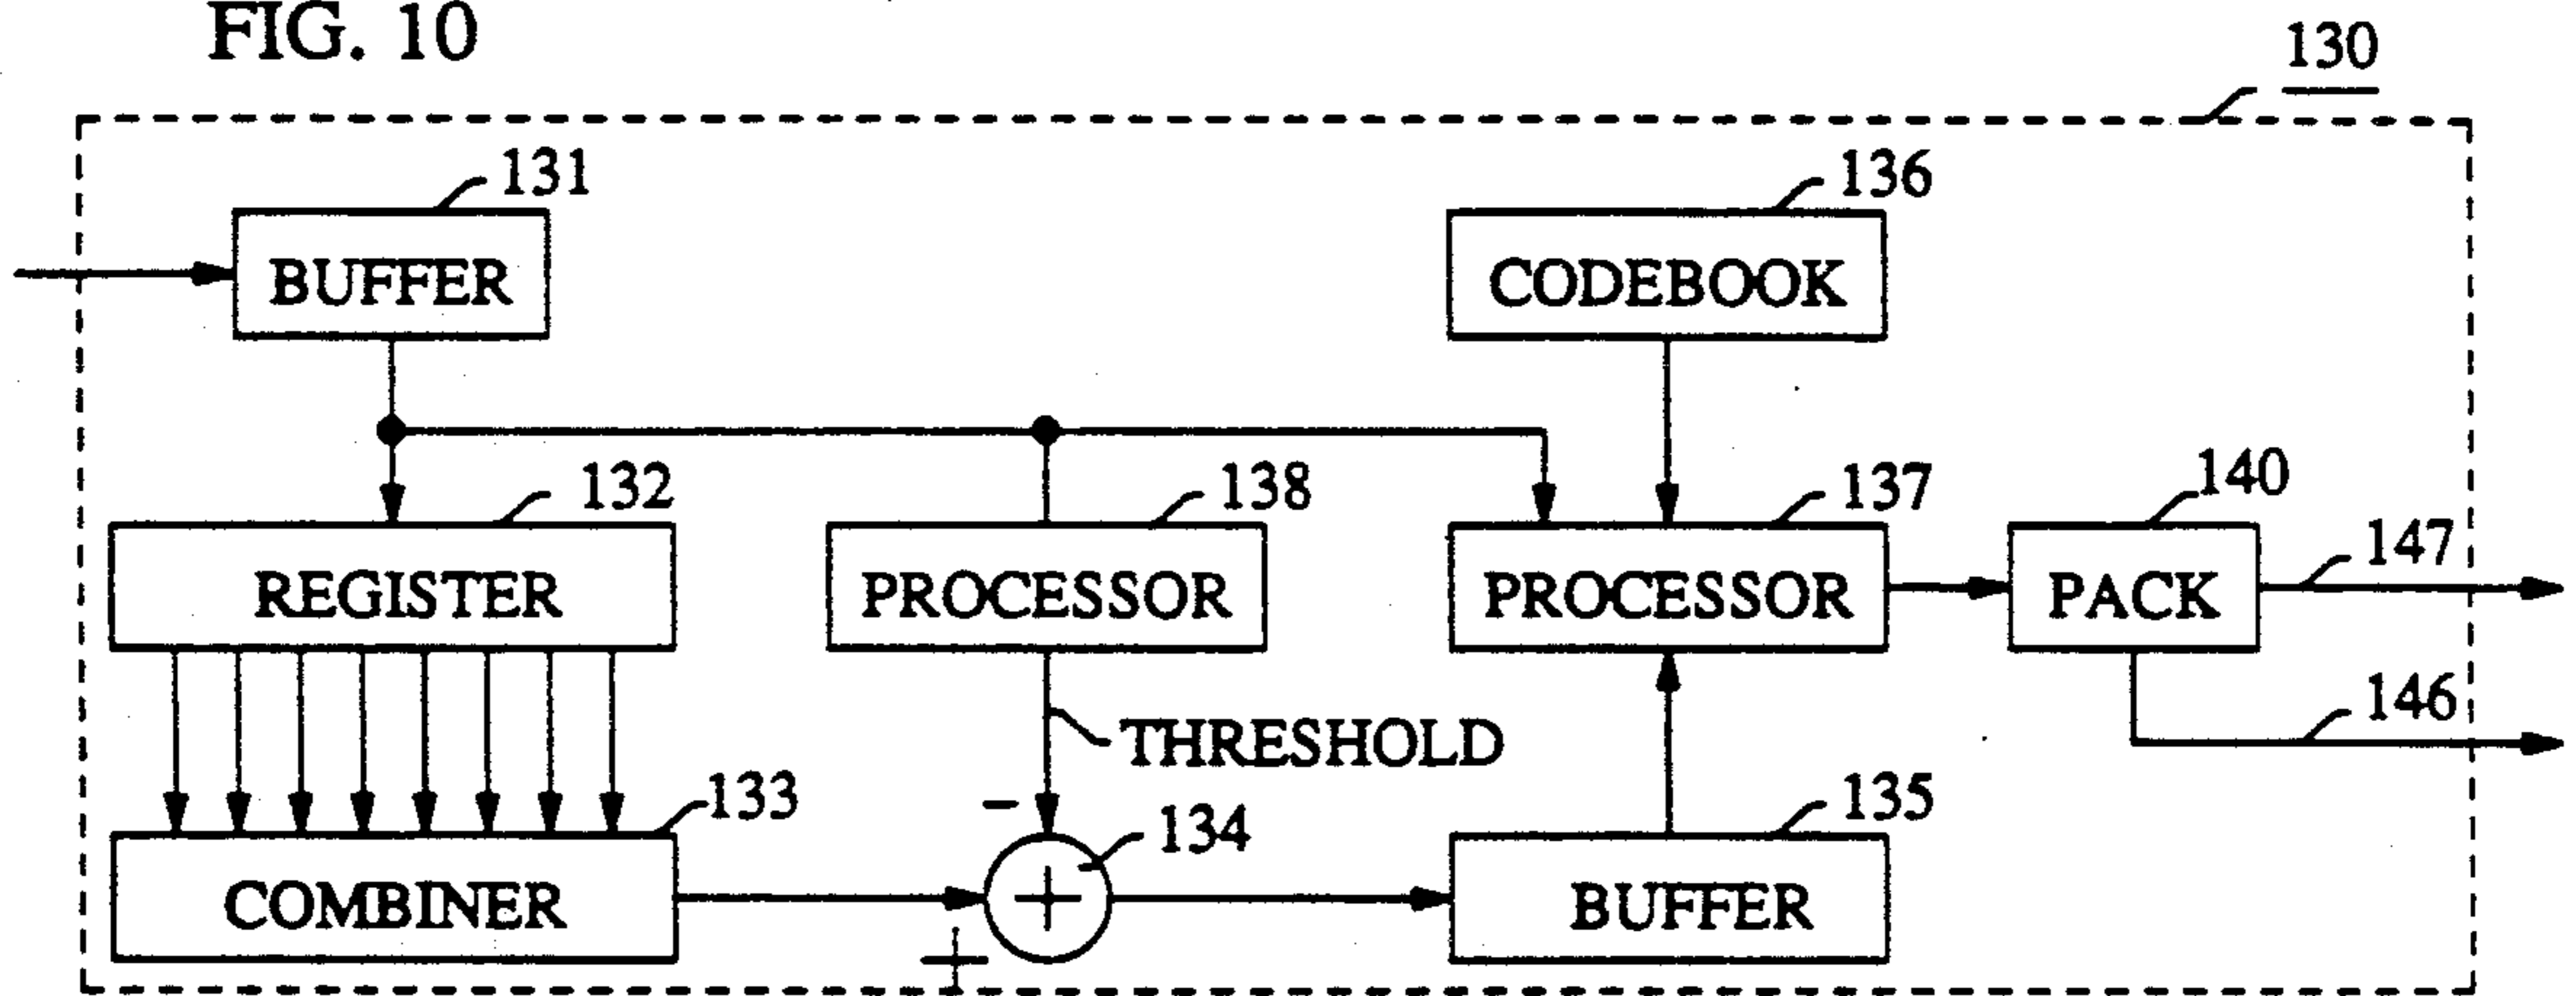 FIG. 10
130
131
BUFFER
136
CODEBOOK
132
REGISTER
138
PROCESSOR
137
PROCESSOR
140
PACK
147
146
THRESHOLD
133
COMBINER
-
+
134
+
135
BUFFER